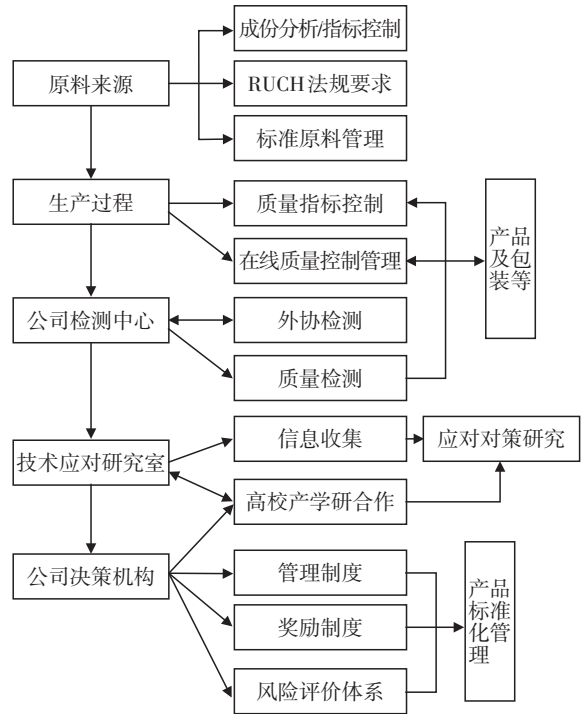 成份分析/指标控制
原料来源
RUCH法规要求
标准原料管理
生产过程
质量指标控制
在线质量控制管理
产品
及包
装等
公司检测中心
外协检测
质量检测
技术应对研究室
信息收集
应对对策研究
高校产学研合作
公司决策机构
管理制度
奖励制度
风险评价体系
产品
标准
化管
理